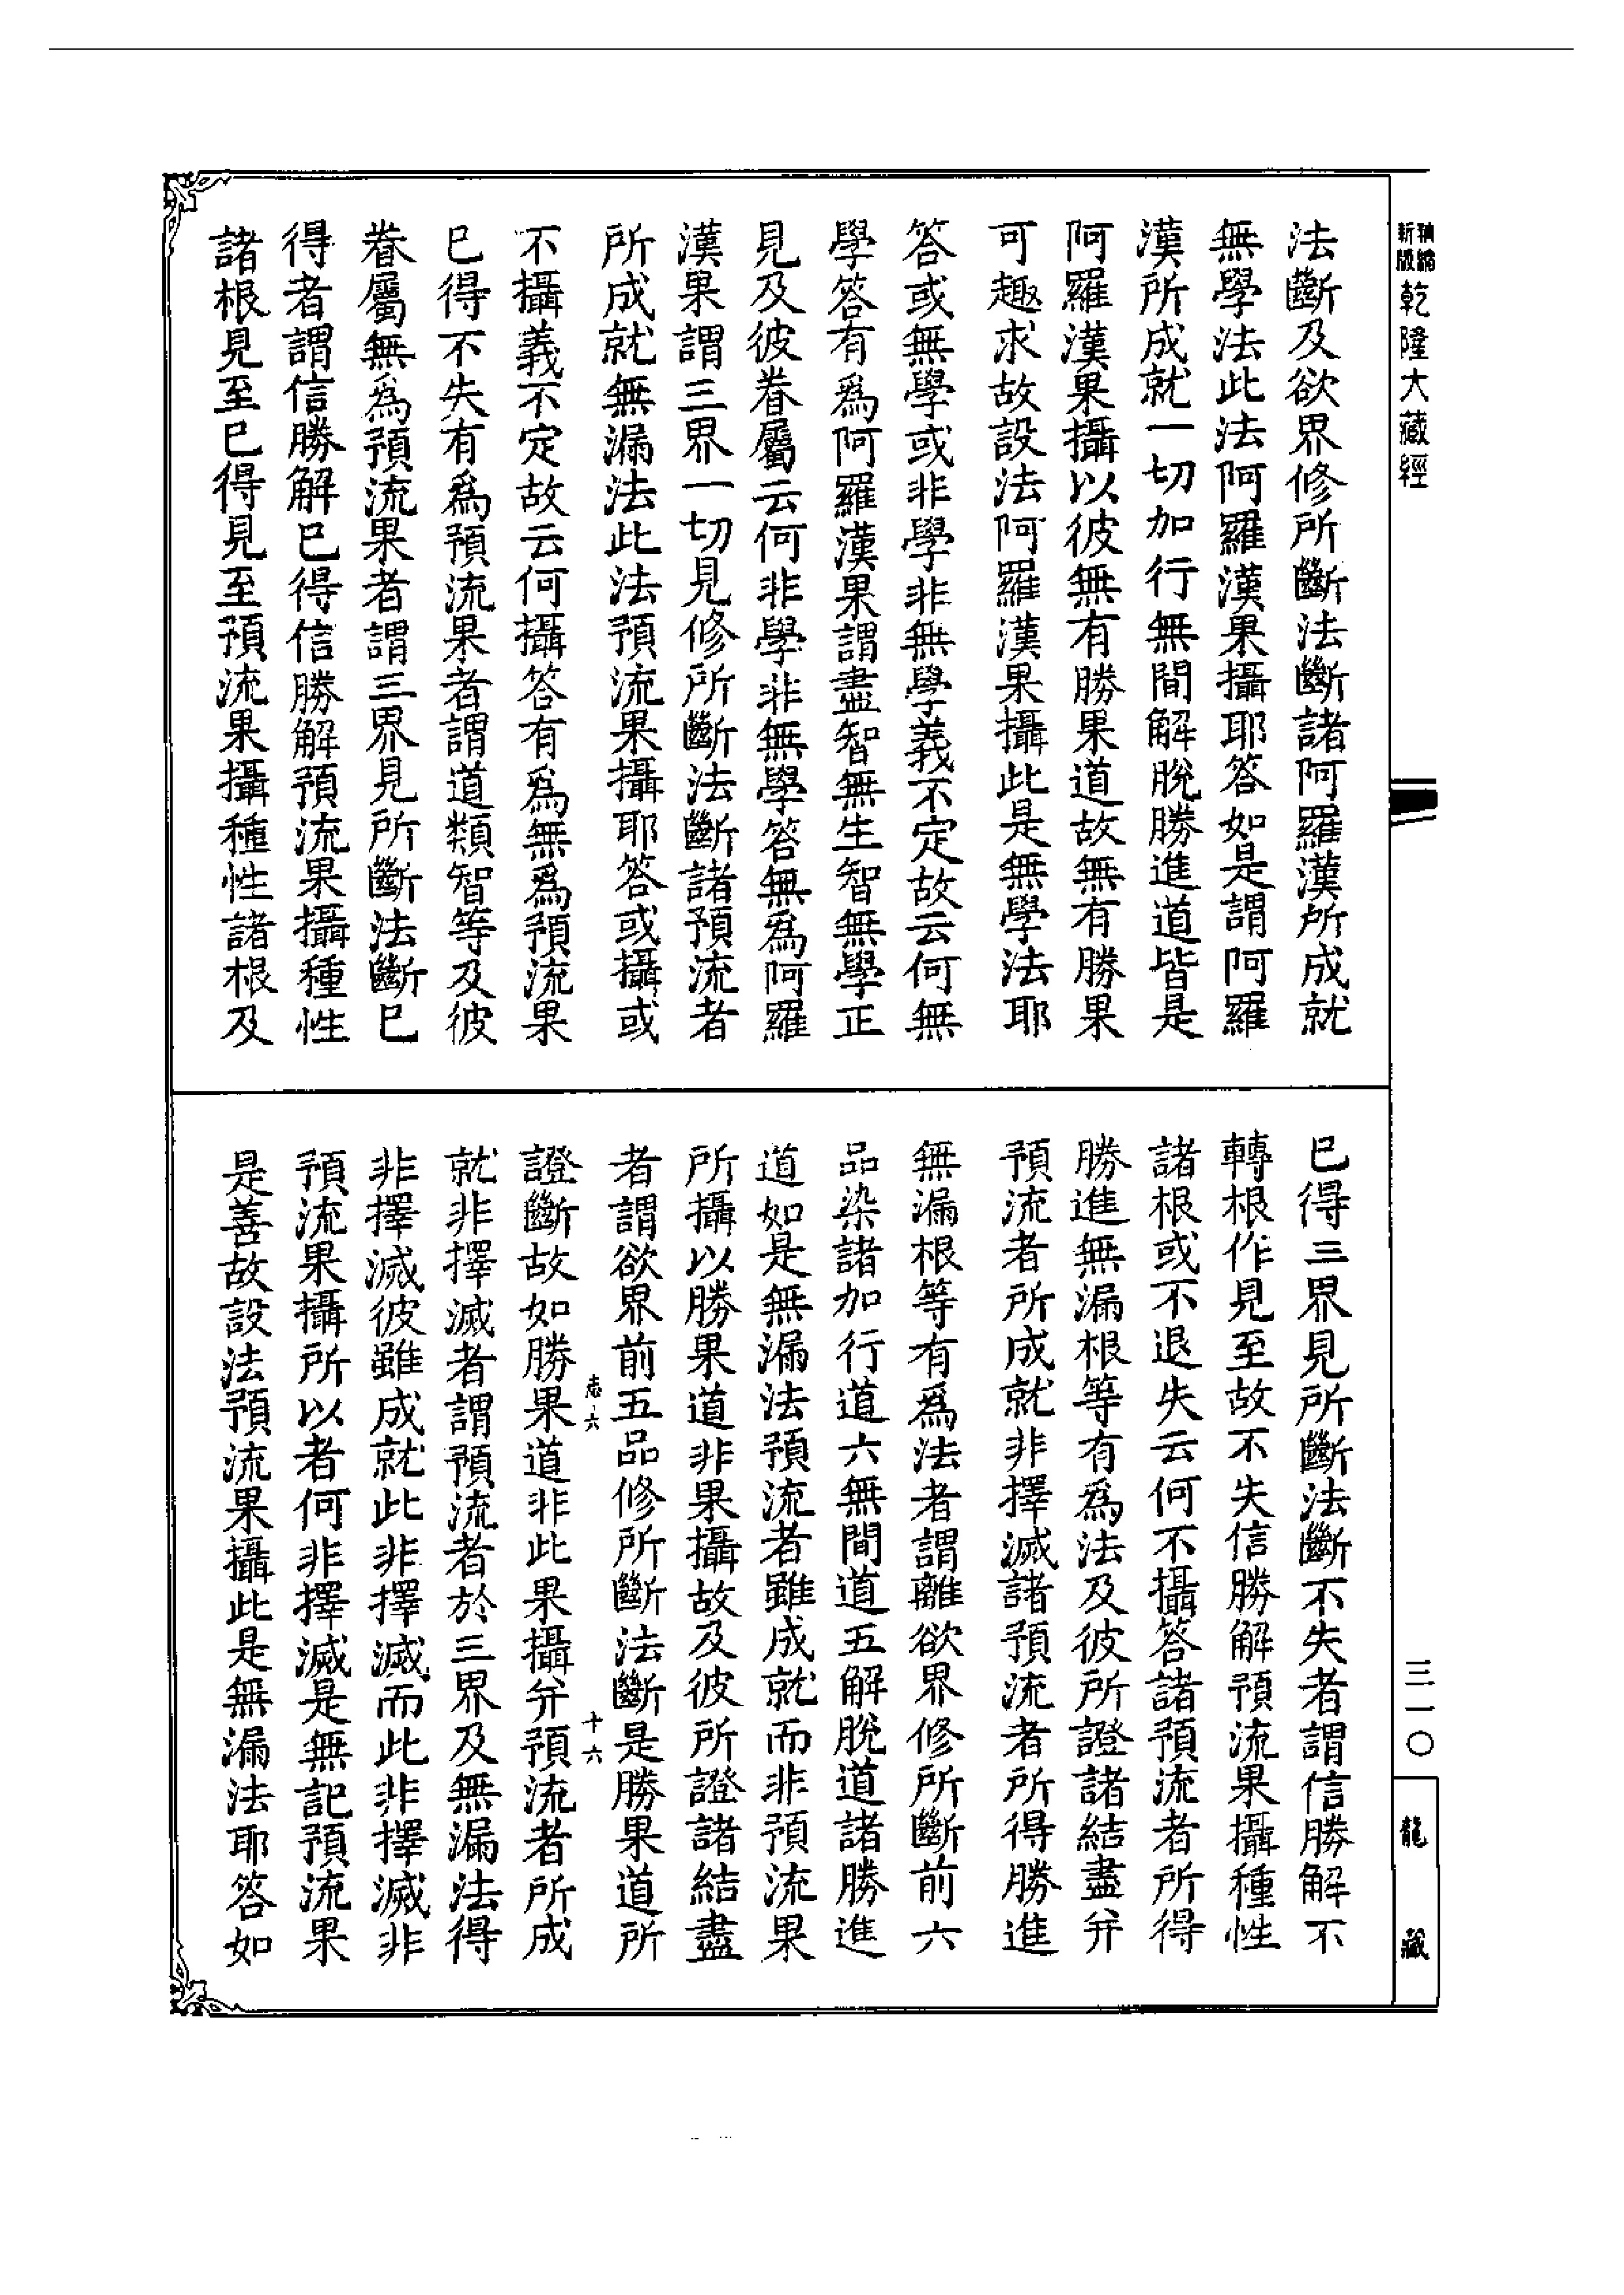 新版精縮乾隆大藏經
法斷及欲界修所斷法斷諸阿羅漢所成就
無學法此法阿羅漢果攝耶答如是謂阿羅
漢所成就一切加行無間解脫勝進道皆是
阿羅漢果攝以彼無有勝果道故無有勝果
可趣求故設法阿羅漢果攝此是無學法耶
答或無學或非學非無學義不定故云何無
學答有爲阿羅漢果謂盡智無生智無學正
見及彼眷屬云何非學非無學答無爲阿羅
漢果謂三界一切見修所斷法斷諸預流者
所成就無漏法此法預流果攝耶答或攝或
不攝義不定故云何攝答有爲無爲預流果
已得不失有爲預流果者謂道類智等及彼
眷屬無爲預流果者謂三界見所斷法斷已
得者謂信勝解已得信勝解預流果攝種性
諸根見至已得見至預流果攝種性諸根及
已得三界見所斷法斷不失者謂信勝解不
轉根作見至故不失信勝解預流果攝種性
諸根或不退失云何不攝答諸預流者所得
勝進無漏根等有爲法及彼所證諸結盡并
預流者所成就非擇滅諸預流者所得勝進
無漏根等有爲法者謂離欲界修所斷前六
品染諸加行道六無間道五解脫道諸勝進
道如是無漏法預流者雖成就而非預流果
所攝以勝果道非果攝故及彼所證諸結盡
者謂欲界前五品修所斷法斷是勝果道所
志六
十六
證斷故如勝果道非此果攝并預流者所成
就非擇滅者謂預流者於三界及無漏法得
非擇滅彼雖成就此非擇滅而此非擇滅非
預流果攝所以者何非擇滅是無記預流果
是善故設法預流果攝此是無漏法耶答如
三一〇
龍藏